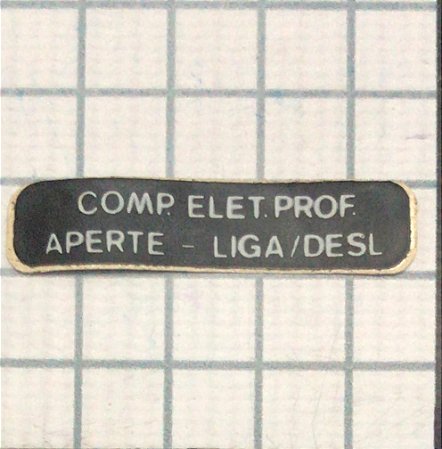 COMP. ELET. PROF.
APERTE - LIGA/DESL